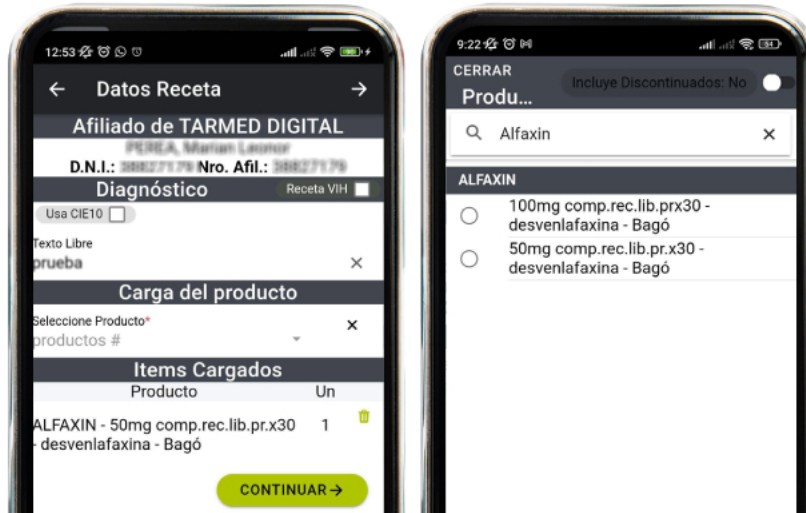 12:53
Datos Receta
Afiliado de TARMED DIGITAL
D.N.I.: Nro. Afil.:
Diagnóstico Receta VIH
Usa CIE10
Texto Libre
prueba
Carga del producto
Seleccione Producto*
productos #
Items Cargados
Producto Un
ALFAXIN - 50mg comp.rec.lib.pr.x30 1
- desvenlafaxina - Bagó
CONTINUAR
9:22
CERRAR
Produ...
Incluye Discontinuados: No
Alfaxin
ALFAXIN
100mg comp.rec.lib.prx30 -
desvenlafaxina - Bagó
50mg comp.rec.lib.pr.x30 -
desvenlafaxina - Bagó